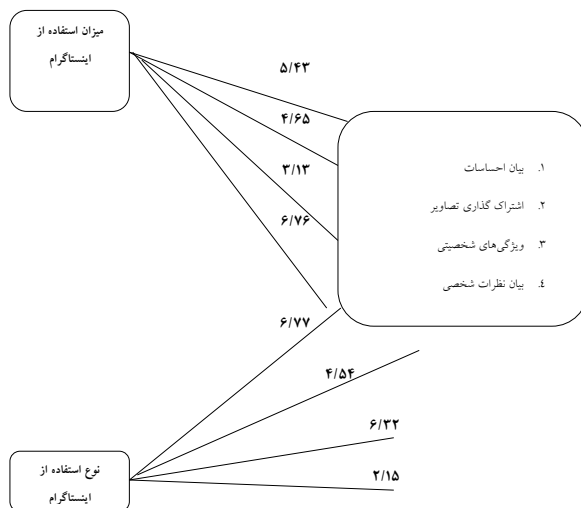 میزان استفاده از
اینستاگرام
۵/۴۳
۴/۶۵
۳/۱۳
۶/۷۶
۱. بیان احساسات
۲. اشتراک گذاری تصاویر
۳. ویژگی‌های شخصیتی
٤. بیان نظرات شخصی
۶/۷۷
۴/۵۴
۶/۳۲
۲/۱۵
نوع استفاده از
اینستاگرام